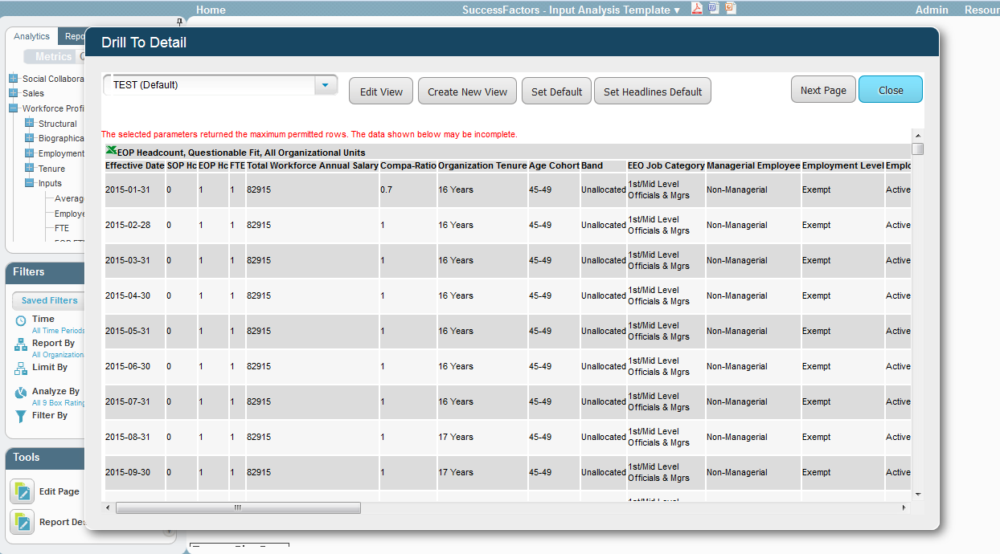 Home
SuccessFactors - Input Analysis Template
Admin Resour
Analytics Repo
Drill To Detail
Metrics
TEST (Default)
Edit View Create New View Set Default Set Headlines Default Next Page Close
Social Collabora
Sales
Workforce Profi
Structural
Biographica
Employment
Tenure
Inputs
Averag
Employe
FTE
Filters
Saved Filters
Time
All Time Periods
Report By
All Organization
Limit By
Analyze By
All 9 Box Rating
Filter By
Tools
Edit Page
Report Des
The selected parameters returned the maximum permitted rows. The data shown below may be incomplete.
EOP Headcount, Questionable Fit, All Organizational Units
Effective Date SOP Hc EOP Hc FTE Total Workforce Annual Salary Compa-Ratio Organization Tenure Age Cohort Band EEO Job Category Managerial Employee Employment Level Emplo
2015-01-31 0 1 1 82915 0.7 16 Years 45-49 Unallocated 1st/Mid Level Officials & Mgrs Non-Managerial Exempt Active
2015-02-28 0 1 1 82915 1 16 Years 45-49 Unallocated 1st/Mid Level Officials & Mgrs Non-Managerial Exempt Active
2015-03-31 0 1 1 82915 1 16 Years 45-49 Unallocated 1st/Mid Level Officials & Mgrs Non-Managerial Exempt Active
2015-04-30 0 1 1 82915 1 16 Years 45-49 Unallocated 1st/Mid Level Officials & Mgrs Non-Managerial Exempt Active
2015-05-31 0 1 1 82915 1 16 Years 45-49 Unallocated 1st/Mid Level Officials & Mgrs Non-Managerial Exempt Active
2015-06-30 0 1 1 82915 1 16 Years 45-49 Unallocated 1st/Mid Level Officials & Mgrs Non-Managerial Exempt Active
2015-07-31 0 1 1 82915 1 16 Years 45-49 Unallocated 1st/Mid Level Officials & Mgrs Non-Managerial Exempt Active
2015-08-31 0 1 1 82915 1 17 Years 45-49 Unallocated 1st/Mid Level Officials & Mgrs Non-Managerial Exempt Active
2015-09-30 0 1 1 82915 1 17 Years 45-49 Unallocated 1st/Mid Level Officials & Mgrs Non-Managerial Exempt Active